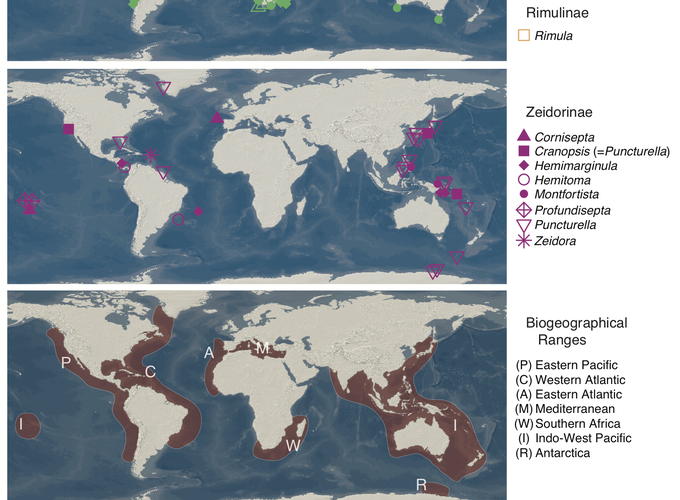 Rimulinae
Rimula
Zeidorinae
Cornisepta
Cranopsis (=Puncturella)
Hemimarginula
Hemitoma
Montfortista
Profundisepta
Puncturella
Zeidora
Biogeographical
Ranges
P
C
A
M
W
I
I
R
(P) Eastern Pacific
(C) Western Atlantic
(A) Eastern Atlantic
(M) Mediterranean
(W) Southern Africa
(I) Indo-West Pacific
(R) Antarctica